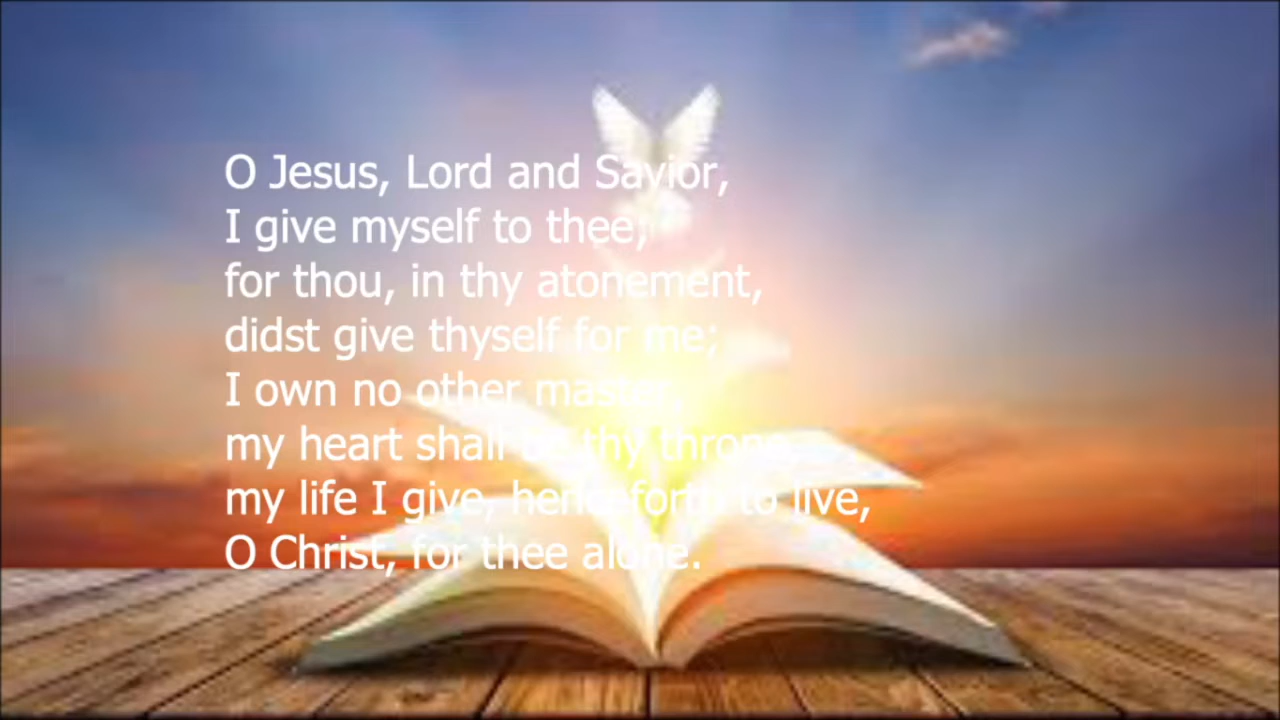 O Jesus, Lord and Savior,
I give myself to thee;
for thou, in thy atonement,
didst give thyself for me;
I own no other master,
my heart shall be thy throne,
my life I give, henceforth to live,
O Christ, for thee alone.